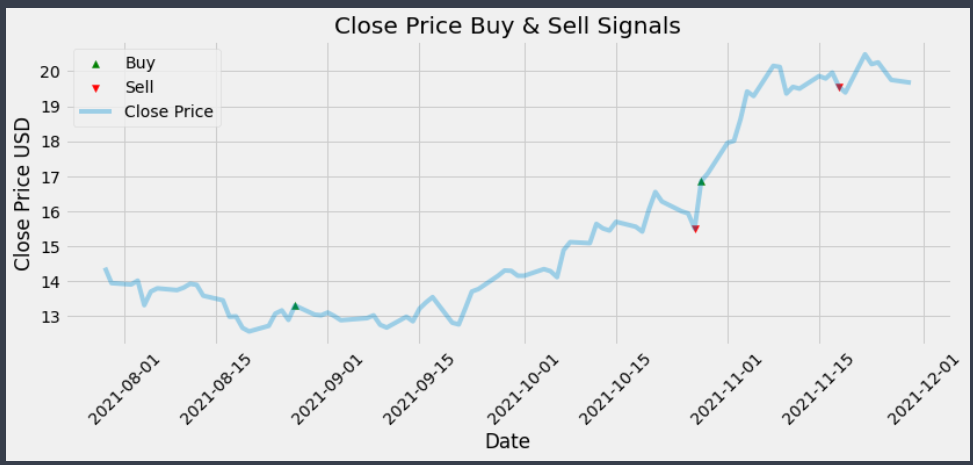 Close Price Buy & Sell Signals
Buy
Sell
Close Price
Close Price USD
20
19
18
17
16
15
14
13
2021-08-01
2021-08-15
2021-09-01
2021-09-15
2021-10-01
2021-10-15
2021-11-01
2021-11-15
2021-12-01
Date